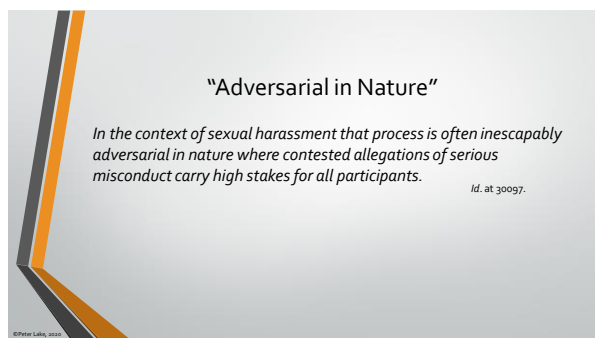 “Adversarial in Nature”
In the context of sexual harassment that process is often inescapably
adversarial in nature where contested allegations of serious
misconduct carry high stakes for all participants.
Id. at 30097.
©Peter Lake, 2020